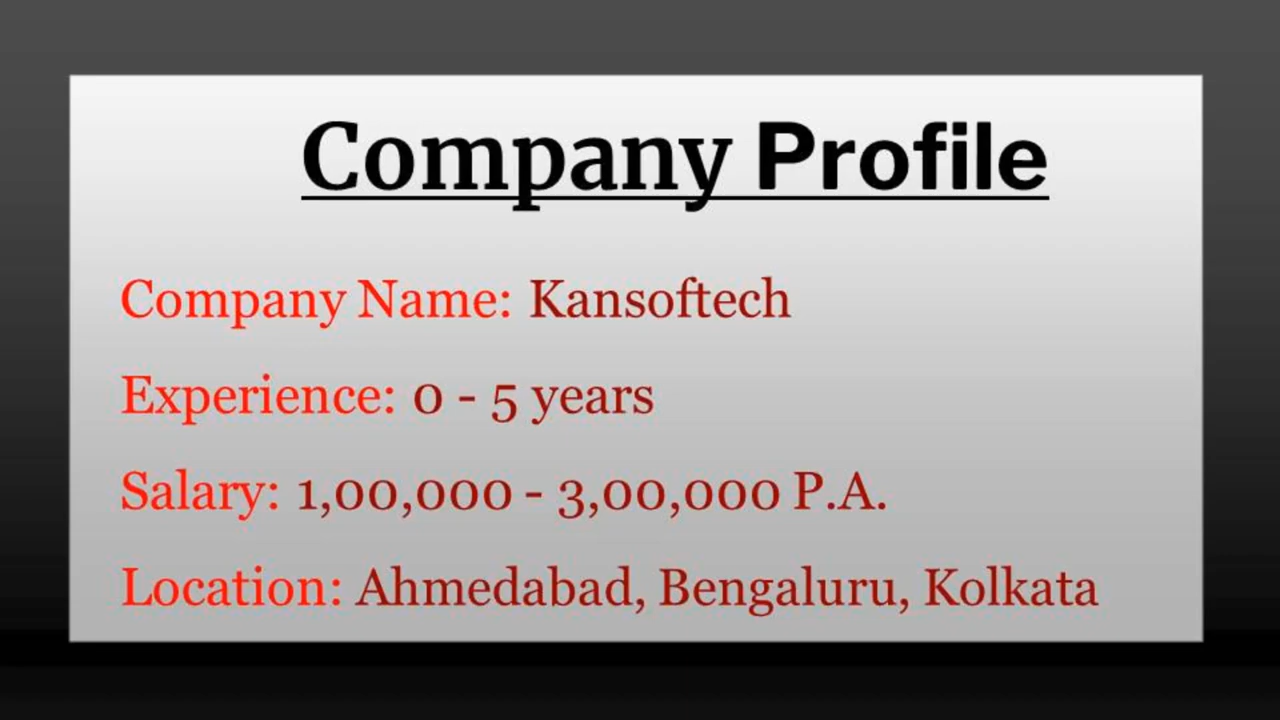 Company Profile
Company Name: Kansoftech
Experience: 0 - 5 years
Salary: 1,00,000 - 3,00,000 P.A.
Location: Ahmedabad, Bengaluru, Kolkata